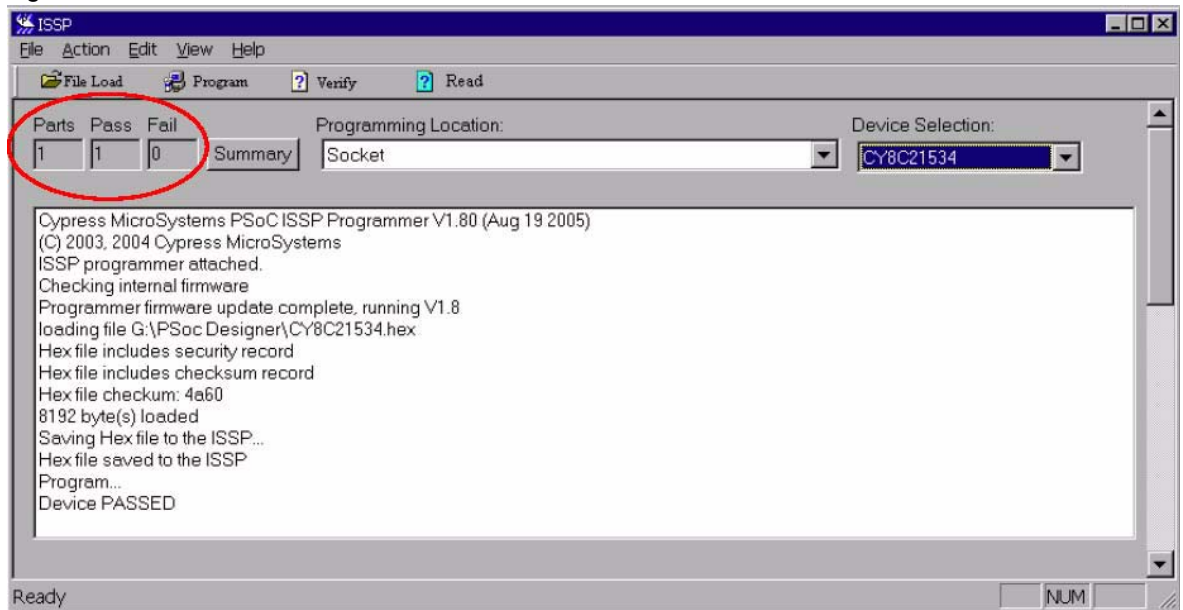 ISSP
File Action Edit View Help
File Load Program Verify Read
Parts Pass Fail Programming Location: Device Selection:
1 1 0 Summary Socket CY8C21534
Cypress MicroSystems PSoC ISSP Programmer V1.80 (Aug 19 2005)
(C) 2003, 2004 Cypress MicroSystems
ISSP programmer attached.
Checking internal firmware
Programmer firmware update complete, running V1.8
loading file G:\PSoc Designer\CY8C21534.hex
Hex file includes security record
Hex file includes checksum record
Hex file checkum: 4a60
8192 byte(s) loaded
Saving Hex file to the ISSP...
Hex file saved to the ISSP
Program...
Device PASSED
Ready NUM